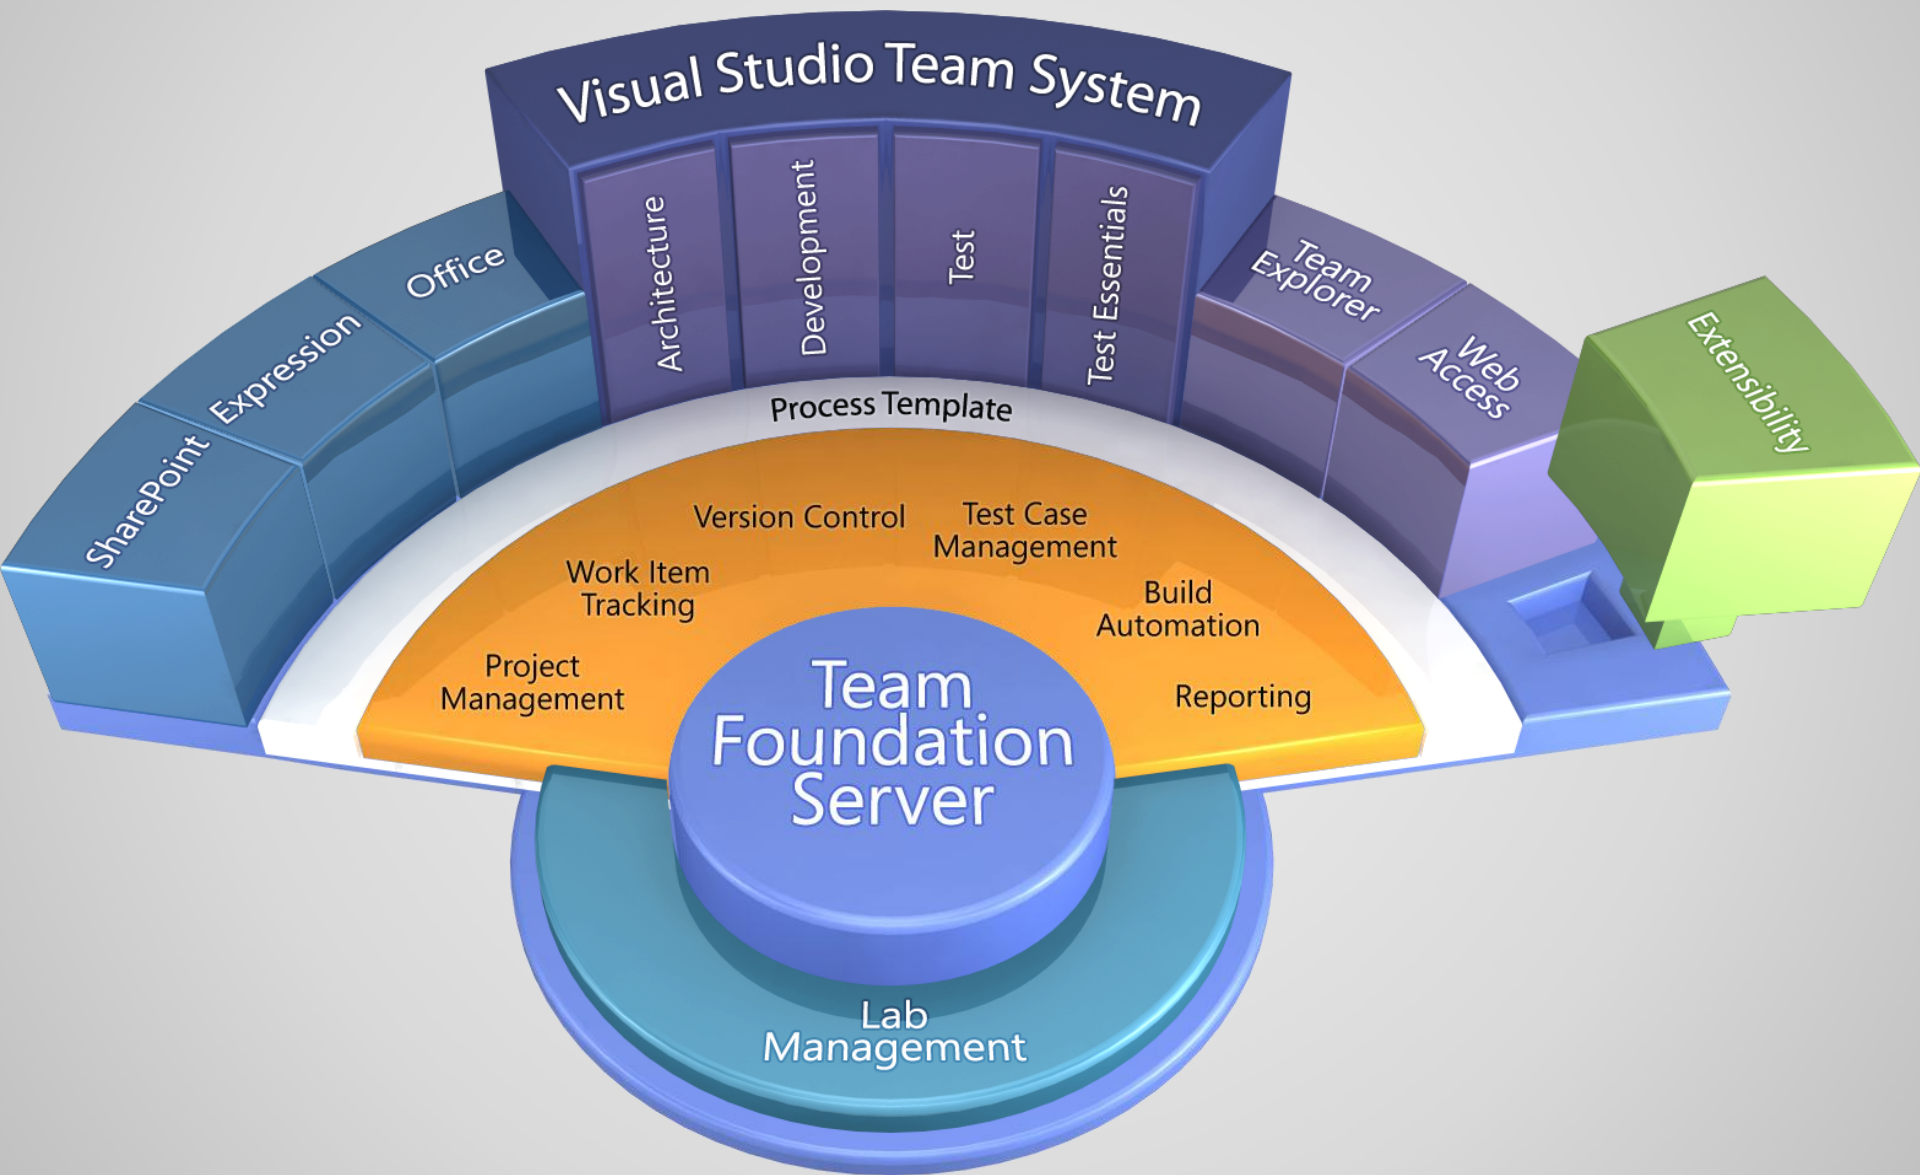 Visual Studio Team System
Architecture
Development
Test
Test Essentials
Office
Expression
SharePoint
Team
Explorer
Web
Access
Extensibility
Process Template
Version Control
Test Case
Management
Work Item
Tracking
Build
Automation
Project
Management
Reporting
Team
Foundation
Server
Lab
Management